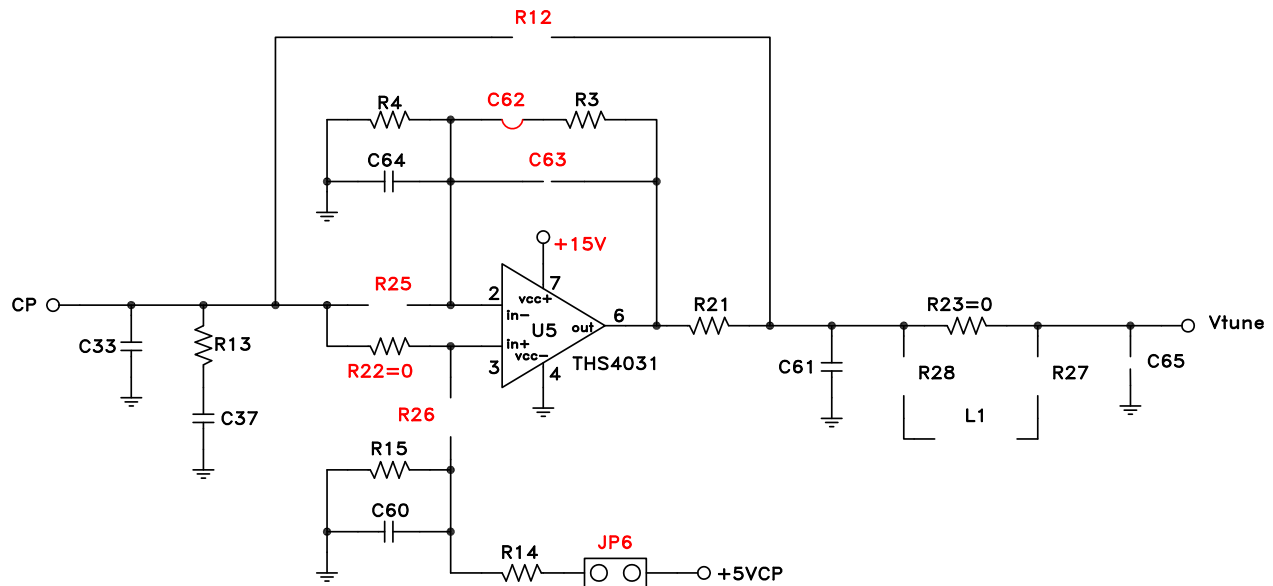 R12
R4
C62
R3
C64
C63
+15V
CP
R25
2
7
vcc+
in-
U5
out
6
R21
R23=0
Vtune
C33
R13
R22=0
in+
vcc-
3
4
THS4031
C61
R28
R27
C65
C37
R26
L1
R15
C60
R14
JP6
+5VCP